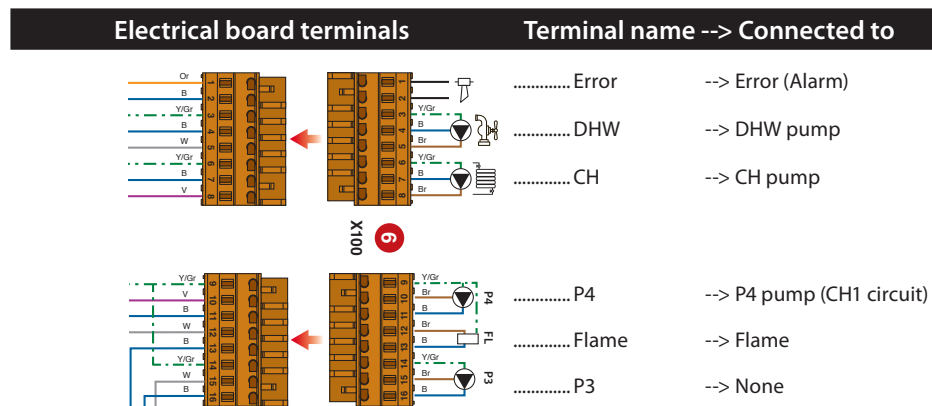 Electrical board terminals Terminal name --> Connected to
Or 1 1
B 2 2 ............. Error --> Error (Alarm)
Y/Gr 3 3 Y/Gr
B 4 4 B ............. DHW --> DHW pump
W 5 5 Br
Y/Gr 6 6 Y/Gr
B 7 7 B ............. CH --> CH pump
V 8 8 Br
X100 6
Y/Gr 9 9 Y/Gr
V 10 10 Br P4 ............. P4 --> P4 pump (CH1 circuit)
B 11 11 B
W 12 12 Br
B 13 13 B FL ............. Flame --> Flame
Y/Gr 14 14 Y/Gr
W 15 15 Br P3 ............. P3 --> None
B 16 16 B